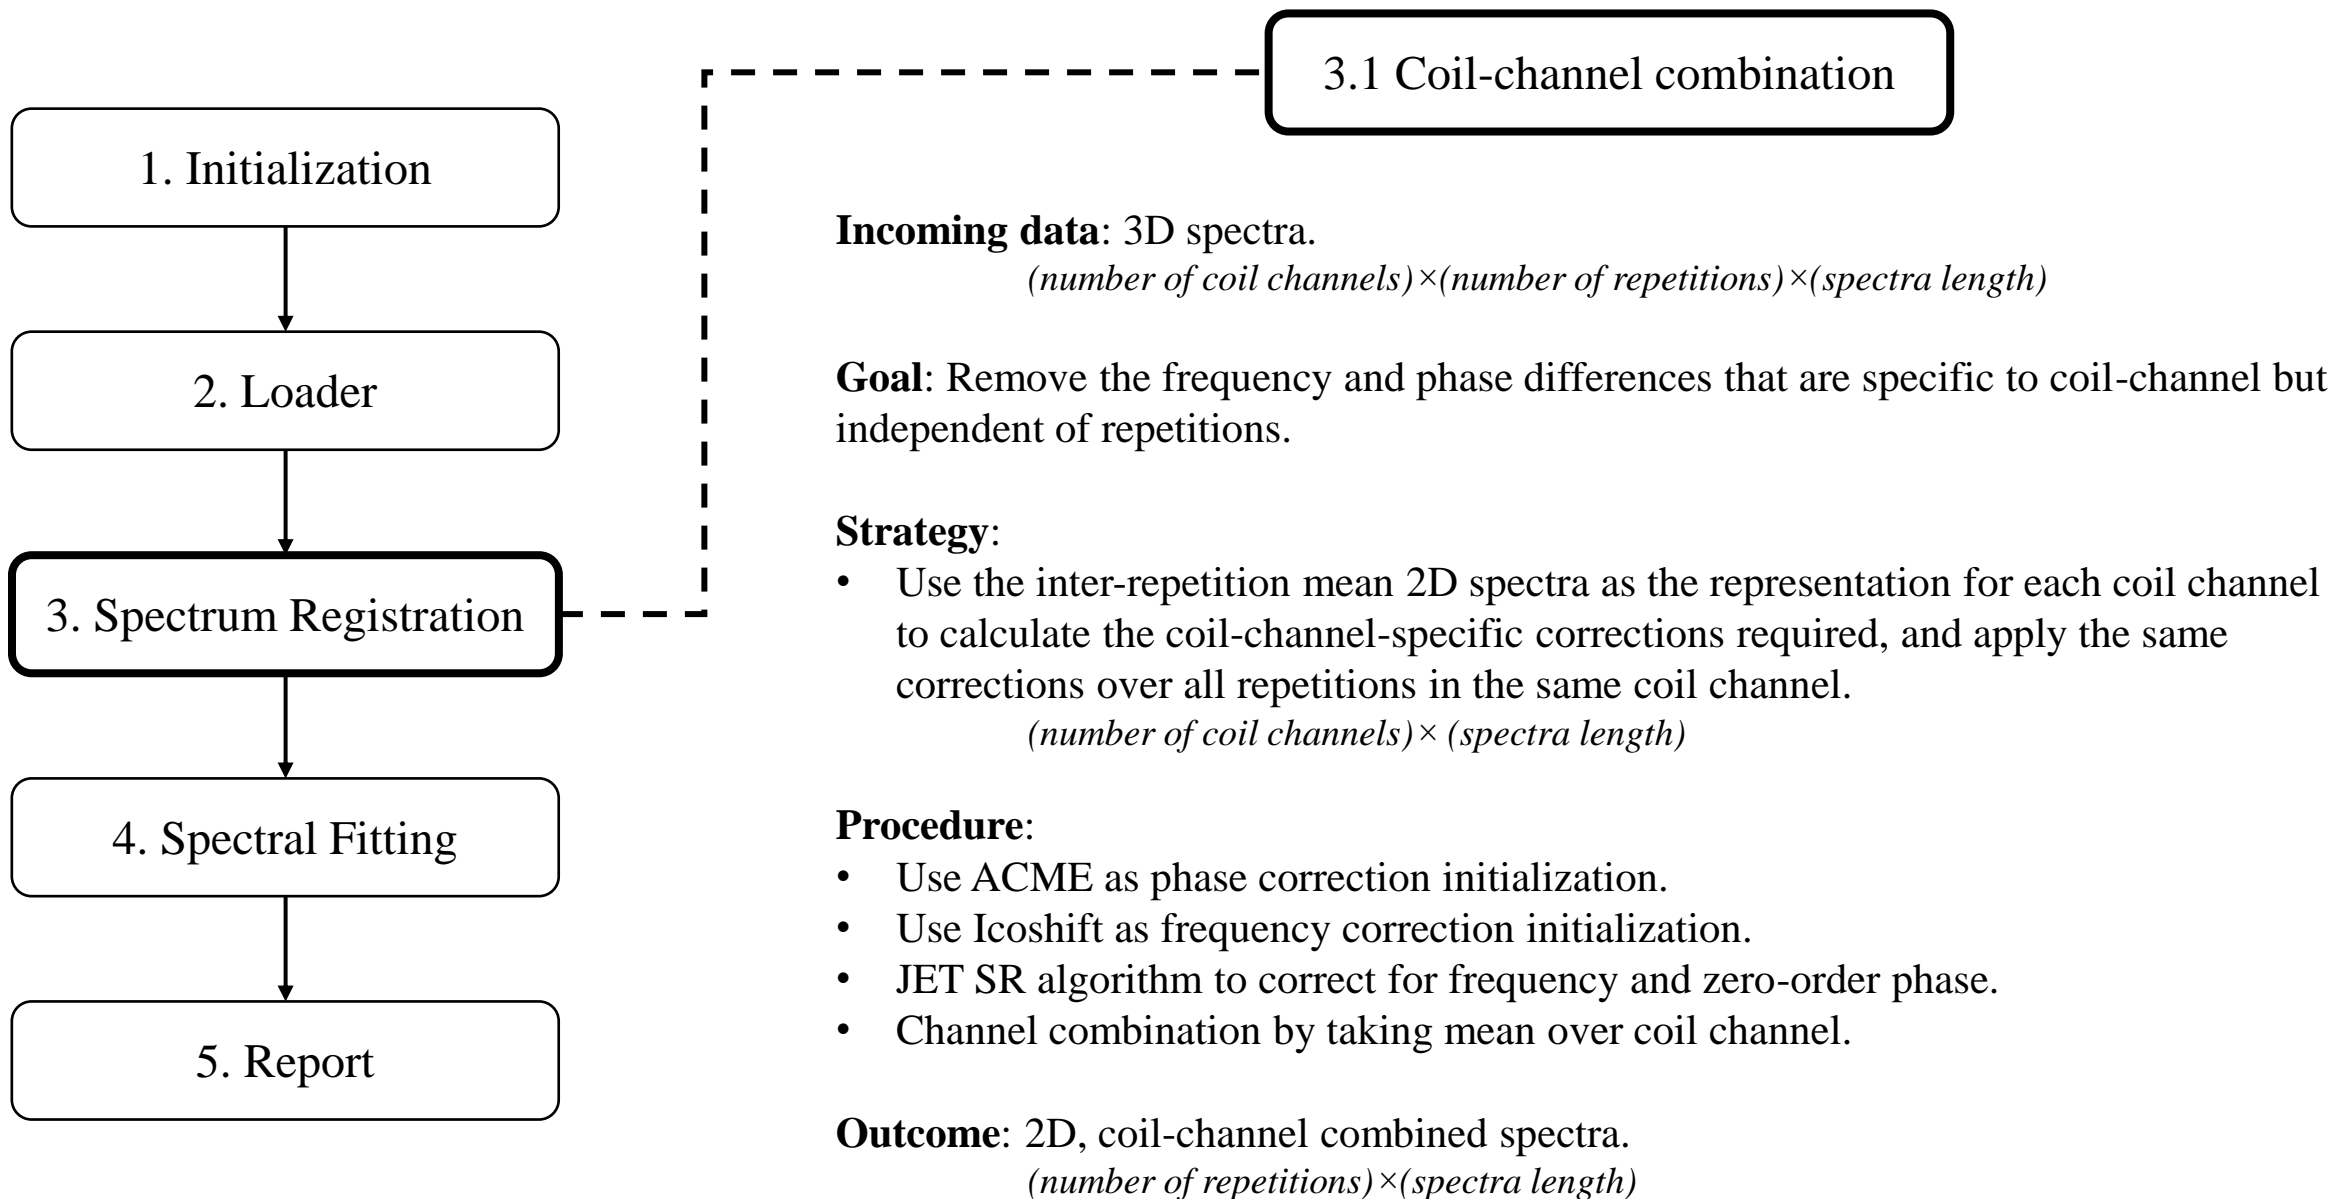 1. Initialization
2. Loader
3. Spectrum Registration
4. Spectral Fitting
5. Report
3.1 Coil-channel combination
Incoming data: 3D spectra.
(number of coil channels)×(number of repetitions)×(spectra length)
Goal: Remove the frequency and phase differences that are specific to coil-channel but
independent of repetitions.
Strategy:
• Use the inter-repetition mean 2D spectra as the representation for each coil channel
to calculate the coil-channel-specific corrections required, and apply the same
corrections over all repetitions in the same coil channel.
(number of coil channels)× (spectra length)
Procedure:
• Use ACME as phase correction initialization.
• Use Icoshift as frequency correction initialization.
• JET SR algorithm to correct for frequency and zero-order phase.
• Channel combination by taking mean over coil channel.
Outcome: 2D, coil-channel combined spectra.
(number of repetitions)×(spectra length)